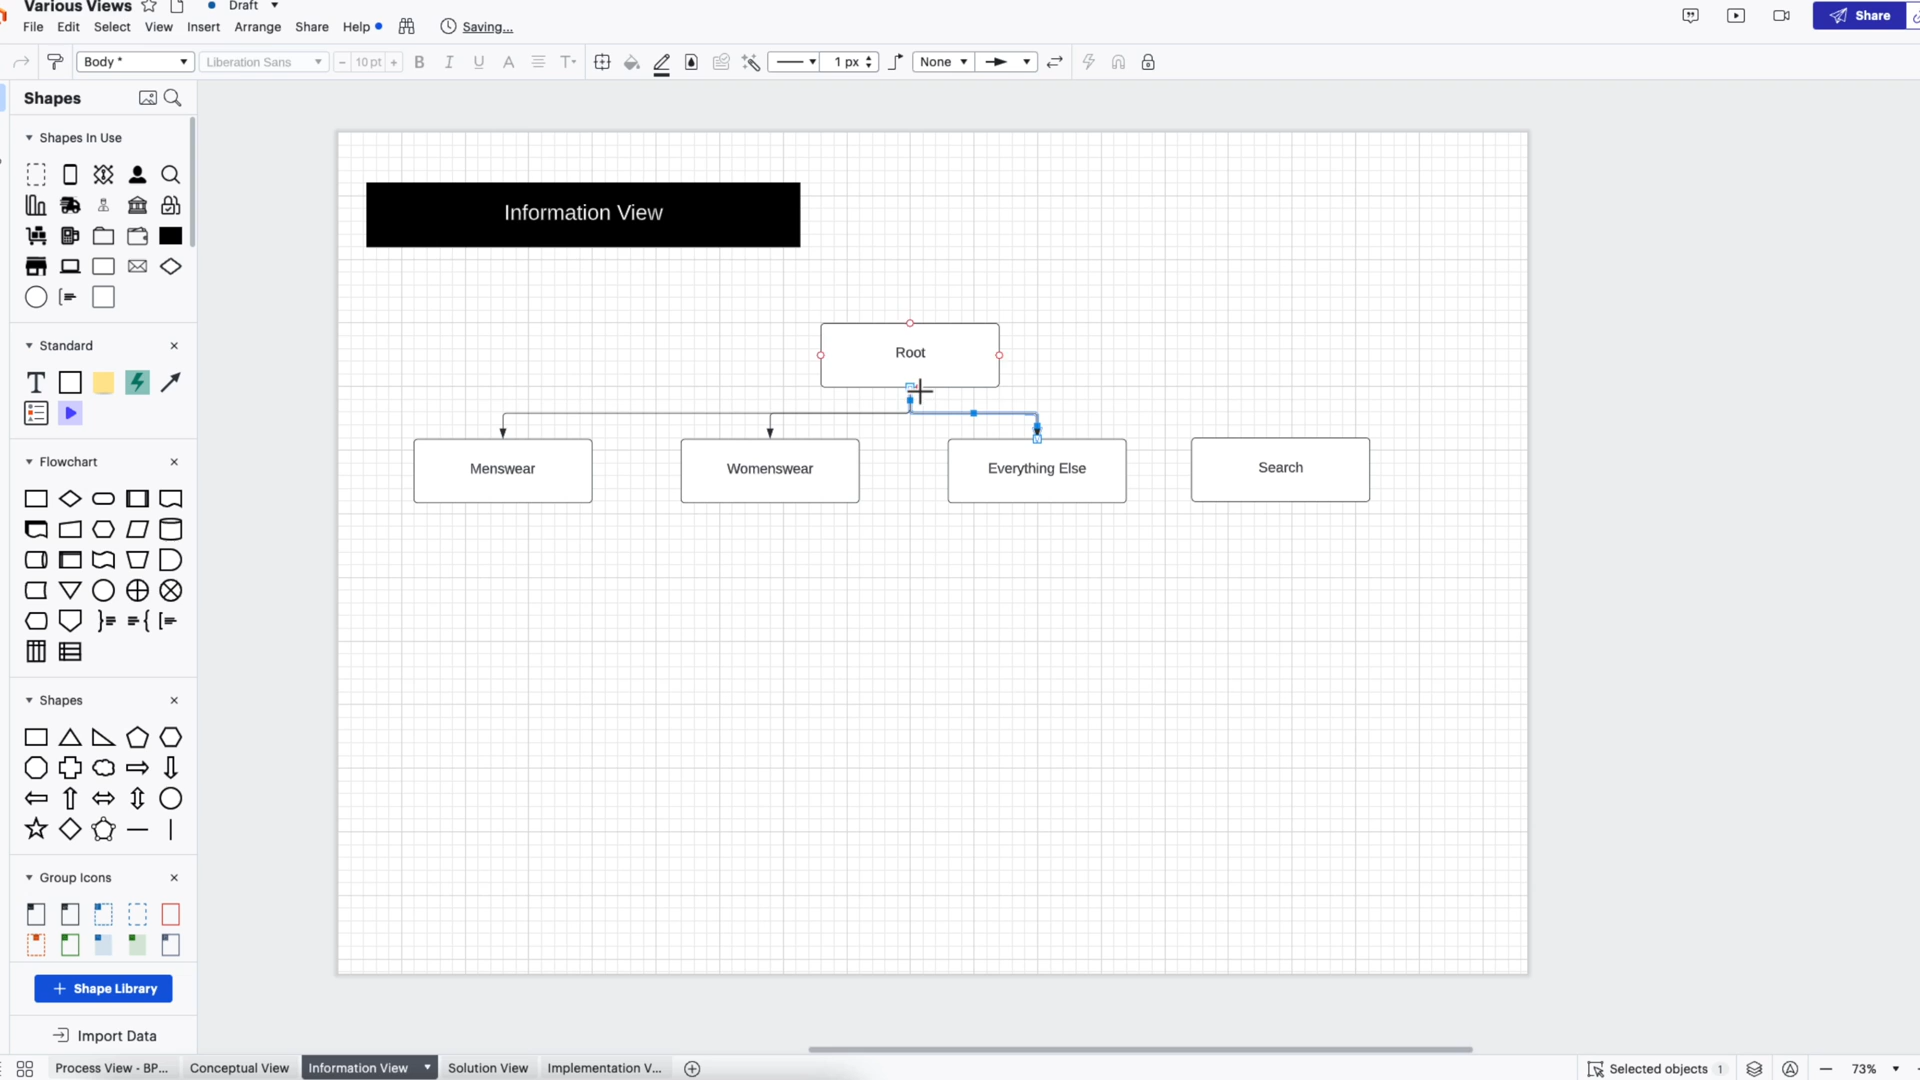 Various Views
Draft
File Edit Select View Insert Arrange Share Help
Saving...
Share
Body *
Liberation Sans
10 pt
1 px
None
Shapes
Shapes In Use
Standard
Flowchart
Shapes
Group Icons
+ Shape Library
Import Data
Information View
Root
Menswear
Womenswear
Everything Else
Search
Process View - BP...
Conceptual View
Information View
Solution View
Implementation V...
Selected objects 1
73%